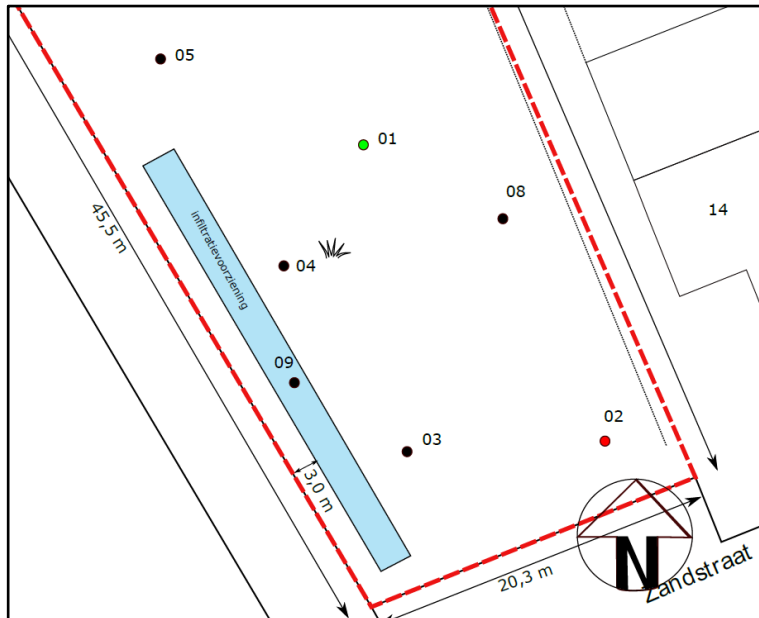 05
01
08
14
45,5 m
infiltratievoorziening
04
09
02
03
3,0 m
20,3 m
N
Zandstraat